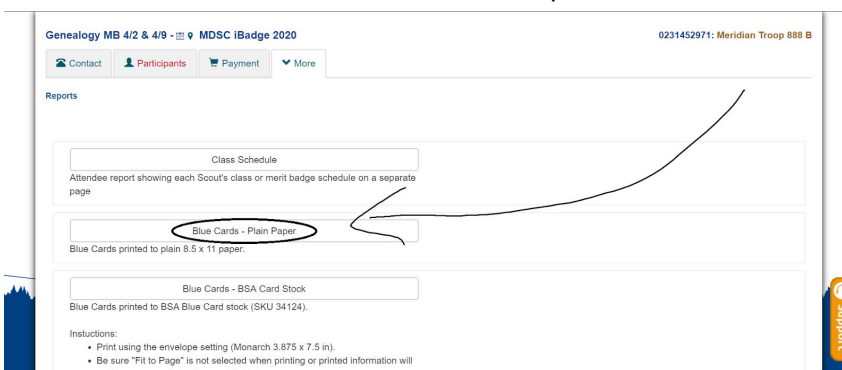 Genealogy MB 4/2 & 4/9 - MDSC iBadge 2020
0231452971: Meridian Troop 888 B
Contact
Participants
Payment
More
Reports
Class Schedule
Attendee report showing each Scout's class or merit badge schedule on a separate
page
Blue Cards - Plain Paper
Blue Cards printed to plain 8.5 x 11 paper.
Blue Cards - BSA Card Stock
Blue Cards printed to BSA Blue Card stock (SKU 34124).
Instuctions:
• Print using the envelope setting (Monarch 3.875 x 7.5 in).
• Be sure "Fit to Page" is not selected when printing or printed information will
Support